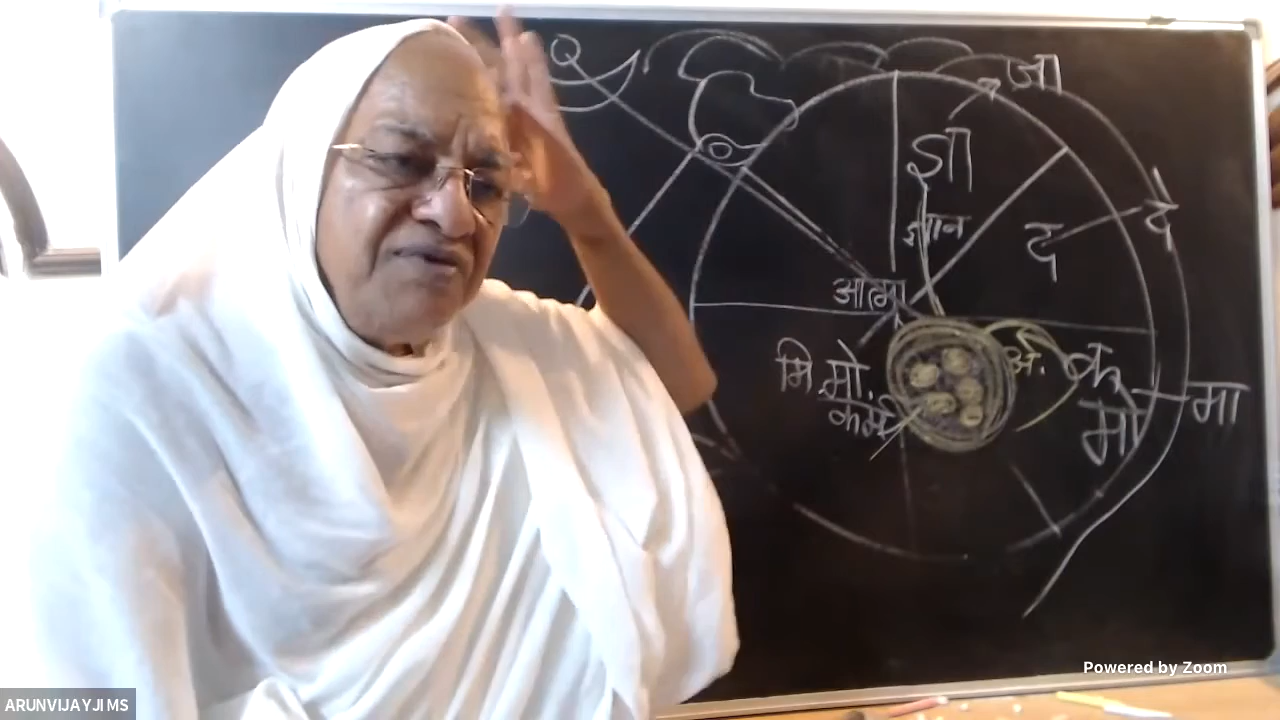 जा
ज्ञा
ज्ञान
द
दे
आत्मा
मि. मो. अं. क
कर्म मो मा
Powered by Zoom
ARUNVIJAYJI MS